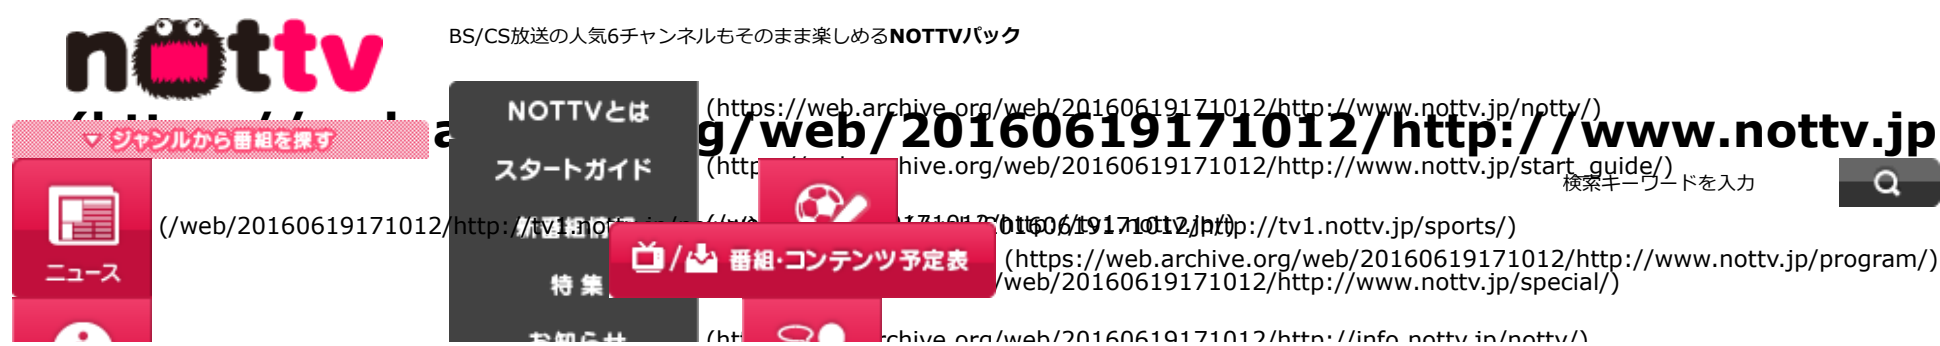 nottv
BS/CS放送の人気6チャンネルもそのまま楽しめるNOTTVパック
NOTTVとは
(https://web.archive.org/web/20160619171012/http://www.nottv.jp/nottv/)
g/web/20160619171012/http://www.nottv.jp
▽ ジャンルから番組を探す
スタートガイド
hive.org/web/20160619171012/http://www.nottv.jp/start_guide/)
検索キーワードを入力
(/web/20160619171012/http://tv1.nott
http://tv1.nottv.jp/sports/)
ニュース
番組・コンテンツ予定表
(https://web.archive.org/web/20160619171012/http://www.nottv.jp/program/)
特集
/web/20160619171012/http://www.nottv.jp/special/)
お知らせ
rchive.org/web/20160619171012/http://info.nottv.jp/nottv/)